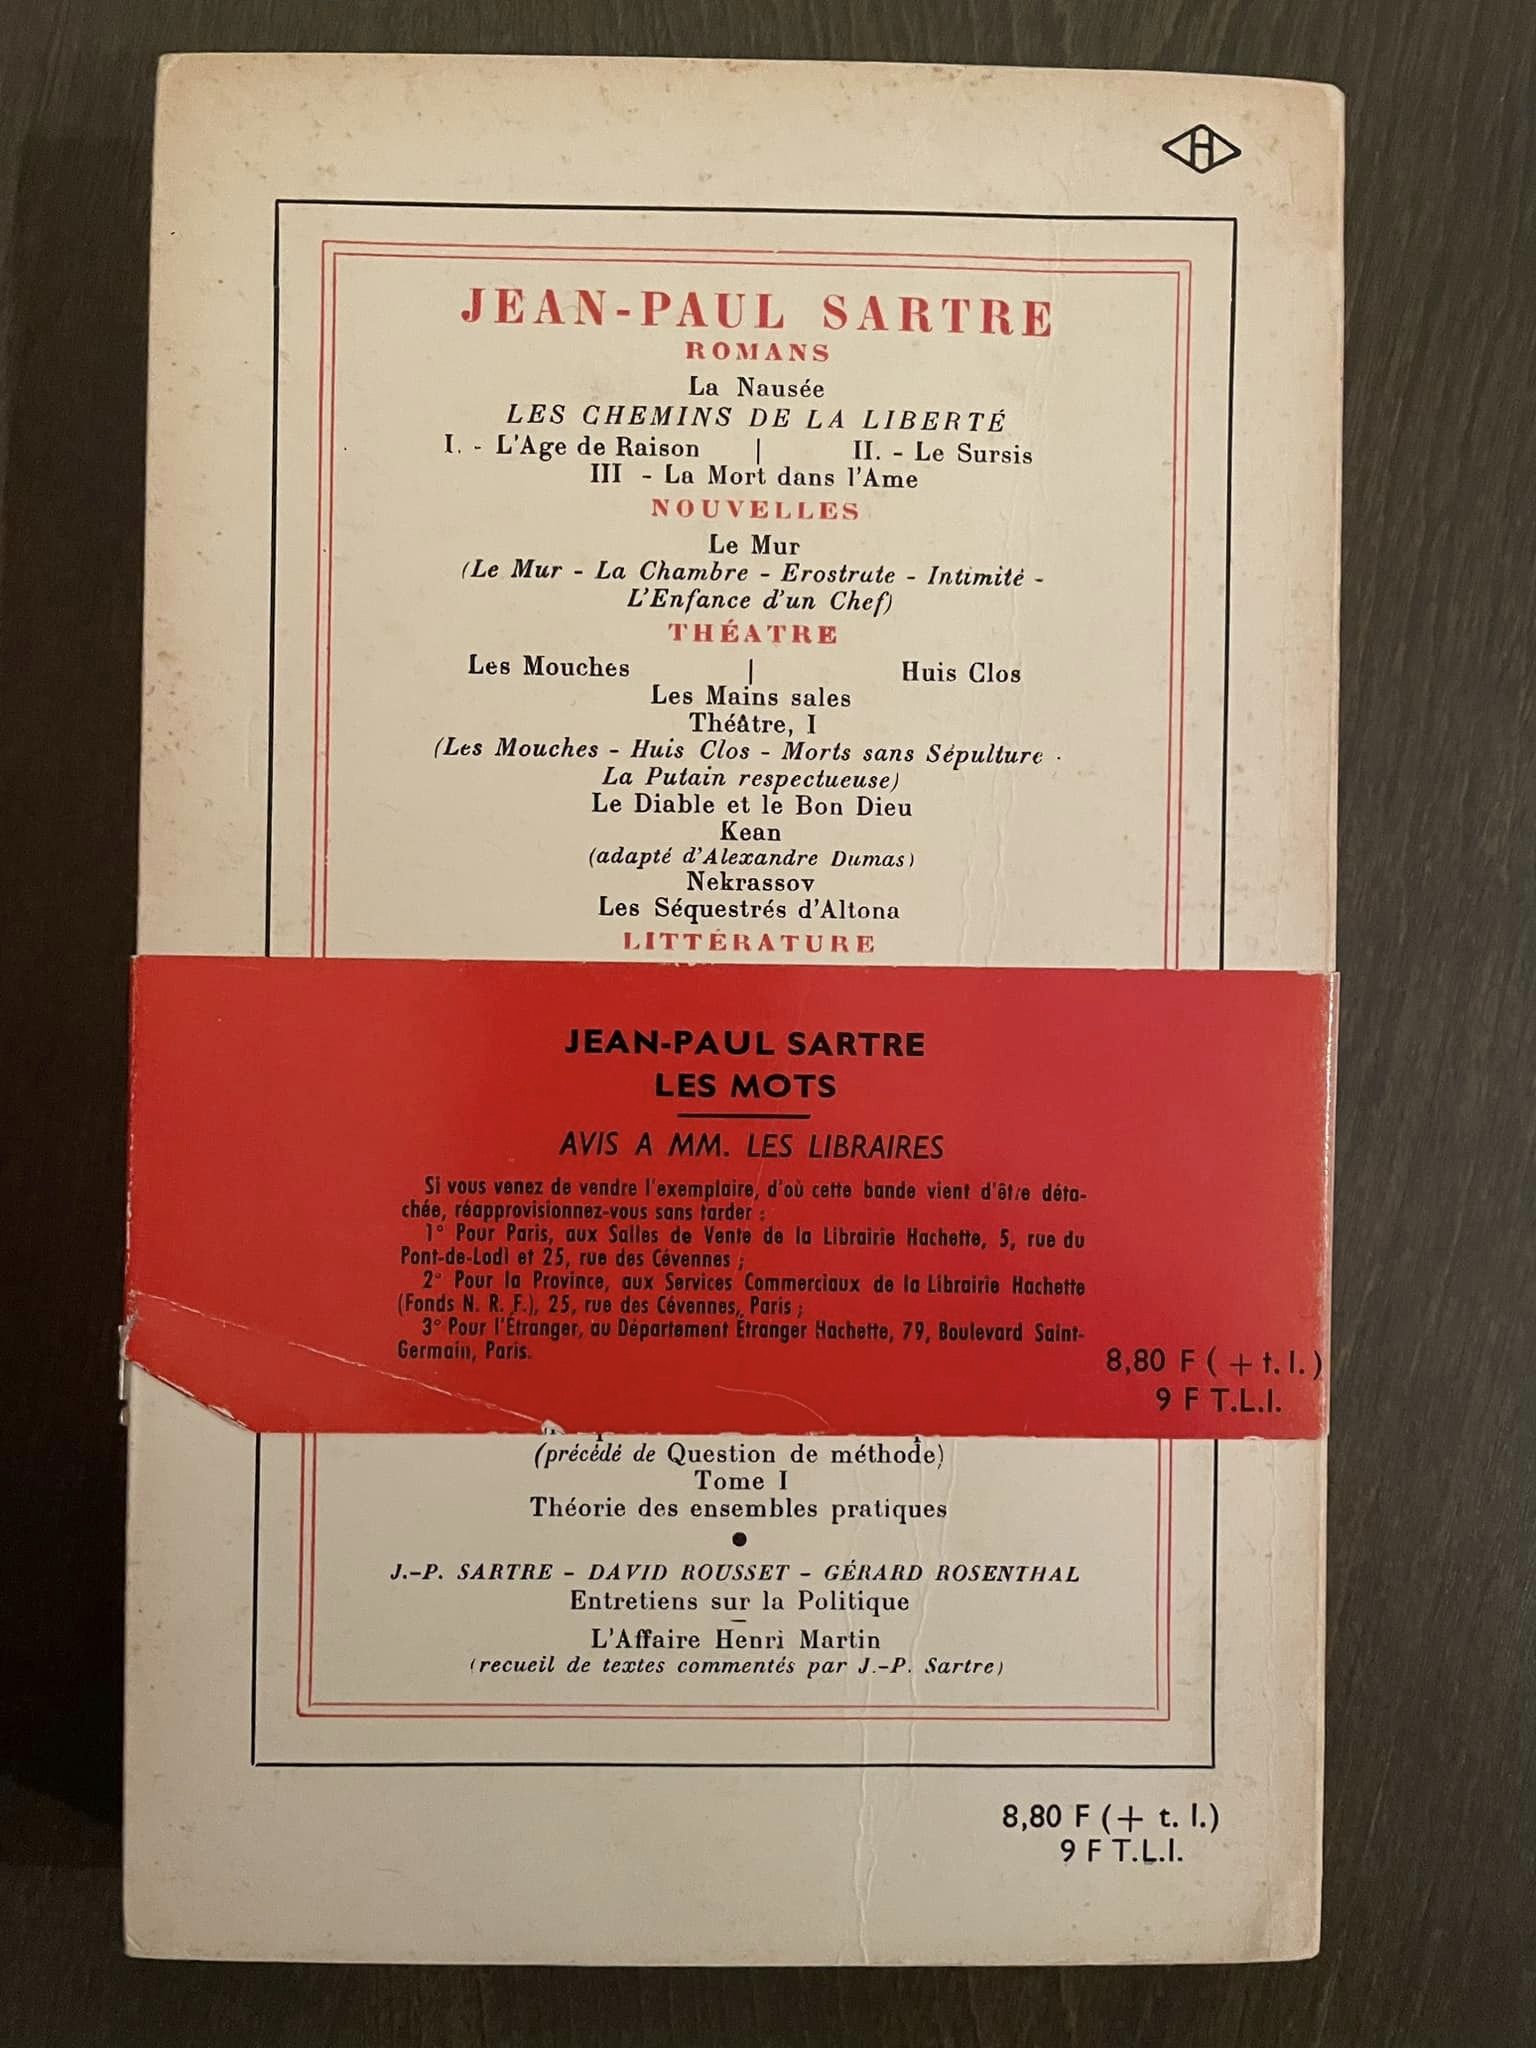 H
JEAN-PAUL SARTRE
ROMANS
La Nausée
LES CHEMINS DE LA LIBERTÉ
I. - L'Age de Raison | II. - Le Sursis
III - La Mort dans l'Ame
NOUVELLES
Le Mur
(Le Mur - La Chambre - Erostrute - Intimité -
L'Enfance d'un Chef)
THÉATRE
Les Mouches | Huis Clos
Les Mains sales
Théâtre, I
(Les Mouches - Huis Clos - Morts sans Sépulture -
La Putain respectueuse)
Le Diable et le Bon Dieu
Kean
(adapté d'Alexandre Dumas)
Nekrassov
Les Séquestrés d'Altona
LITTÉRATURE
JEAN-PAUL SARTRE
LES MOTS
AVIS A MM. LES LIBRAIRES
Si vous venez de vendre l'exemplaire, d'où cette bande vient d'être déta-
chée, réapprovisionnez-vous sans tarder :
1° Pour Paris, aux Salles de Vente de la Librairie Hachette, 5, rue du
Pont-de-Lodi et 25, rue des Cévennes ;
2° Pour la Province, aux Services Commerciaux de la Librairie Hachette
(Fonds N. R. F.), 25, rue des Cévennes, Paris ;
3° Pour l'Étranger, au Département Étranger Hachette, 79, Boulevard Saint-
Germain, Paris.
8,80 F ( + t. l. )
9 F T.L.I.
(précédé de Question de méthode)
Tome I
Théorie des ensembles pratiques
●
J.-P. SARTRE - DAVID ROUSSET - GÉRARD ROSENTHAL
Entretiens sur la Politique
L'Affaire Henri Martin
(recueil de textes commentés par J.-P. Sartre)
8,80 F (+ t. l.)
9 F T.L.I.